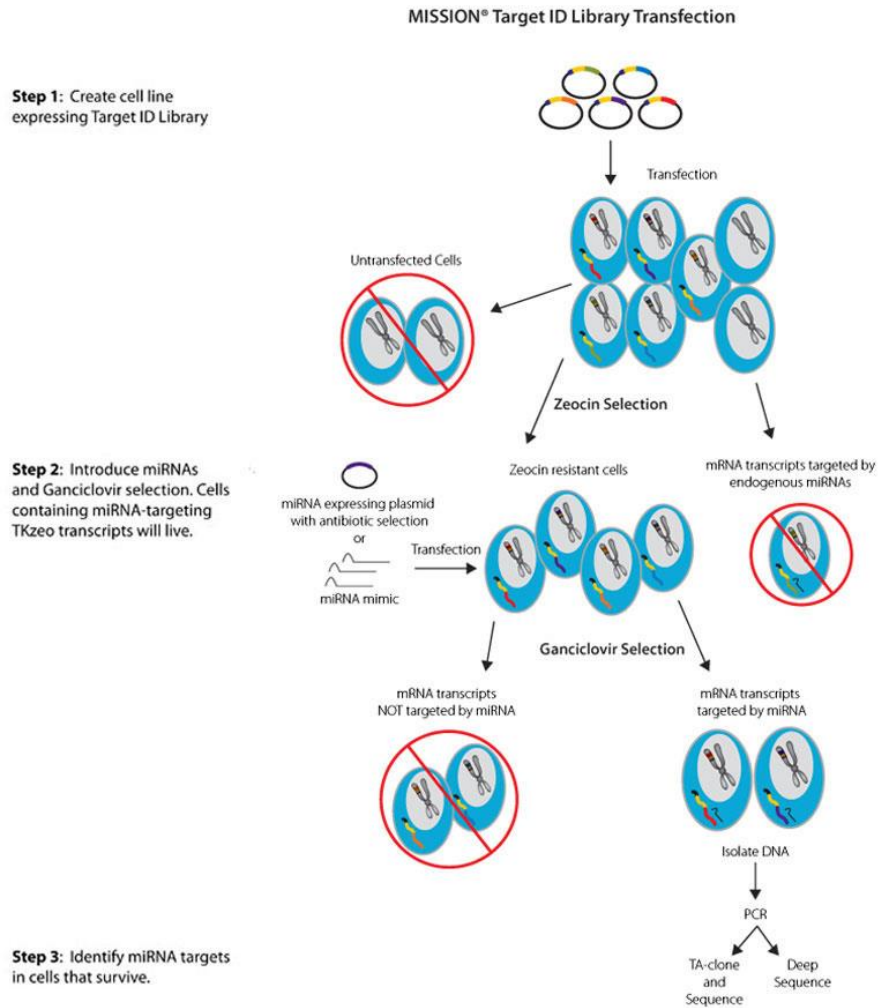 MISSION® Target ID Library Transfection
Step 1: Create cell line
expressing Target ID Library
Transfection
Untransfected Cells
Zeocin Selection
Step 2: Introduce miRNAs
and Ganciclovir selection. Cells
containing miRNA-targeting
TKzeo transcripts will live.
miRNA expressing plasmid
with antibiotic selection
or
miRNA mimic
Transfection
Zeocin resistant cells
mRNA transcripts targeted by
endogenous miRNAs
Ganciclovir Selection
mRNA transcripts
NOT targeted by miRNA
mRNA transcripts
targeted by miRNA
Isolate DNA
PCR
Step 3: Identify miRNA targets
in cells that survive.
TA-clone
and
Sequence
Deep
Sequence